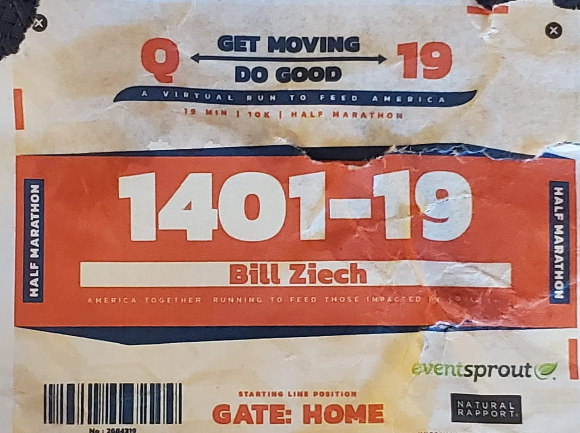 Q GET MOVING 19
DO GOOD
A VIRTUAL RUN TO FEED AMERICA
19 MIN | 10K | HALF MARATHON
HALF MARATHON
1401-19
HALF MARATHON
Bill Ziech
AMERICA TOGETHER RUNNING TO FEED THOSE IMPACTED
eventsprout
STARTING LINE POSITION
GATE: HOME
NATURAL
RAPPORT
No : 2684319